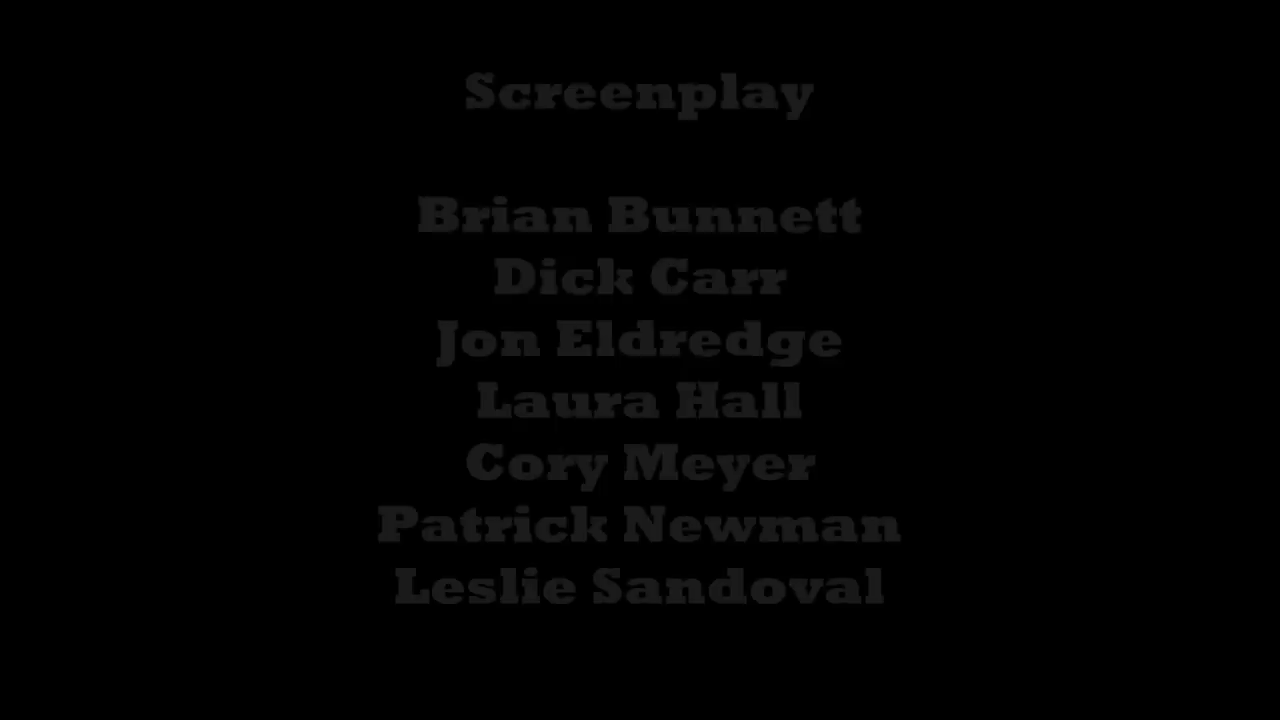 Screenplay
Brian Bunnett
Dick Carr
Jon Eldredge
Laura Hall
Cory Meyer
Patrick Newman
Leslie Sandoval